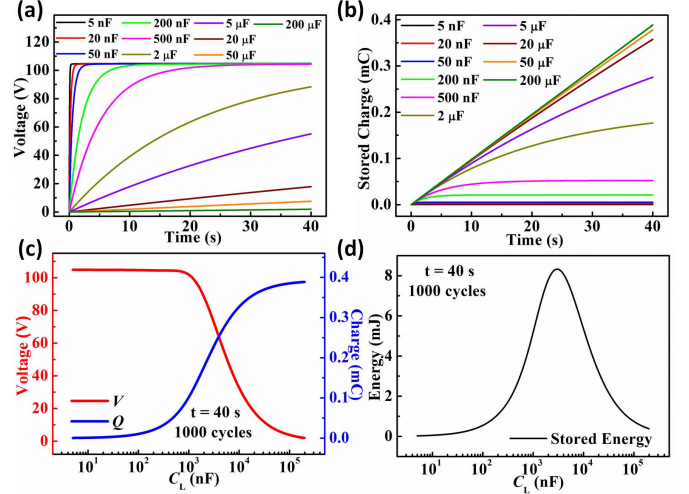 (a)
5 nF 200 nF 5 µF 200 µF
20 nF 500 nF 20 µF
50 nF 2 µF 50 µF
Voltage (V)
120
100
80
60
40
20
0
0 10 20 30 40
Time (s)
(b)
5 nF 5 µF
20 nF 20 µF
50 nF 50 µF
200 nF 200 µF
500 nF
2 µF
Stored Charge (mC)
0.4
0.3
0.2
0.1
0.0
0 10 20 30 40
Time (s)
(c)
Voltage (V)
100
80
60
40
20
0
V
Q
t = 40 s
1000 cycles
Charge (mC)
0.4
0.2
0.0
10¹ 10² 10³ 10⁴ 10⁵
C_L (nF)
(d)
t = 40 s
1000 cycles
Energy (mJ)
8
6
4
2
0
Stored Energy
10¹ 10² 10³ 10⁴ 10⁵
C_L (nF)